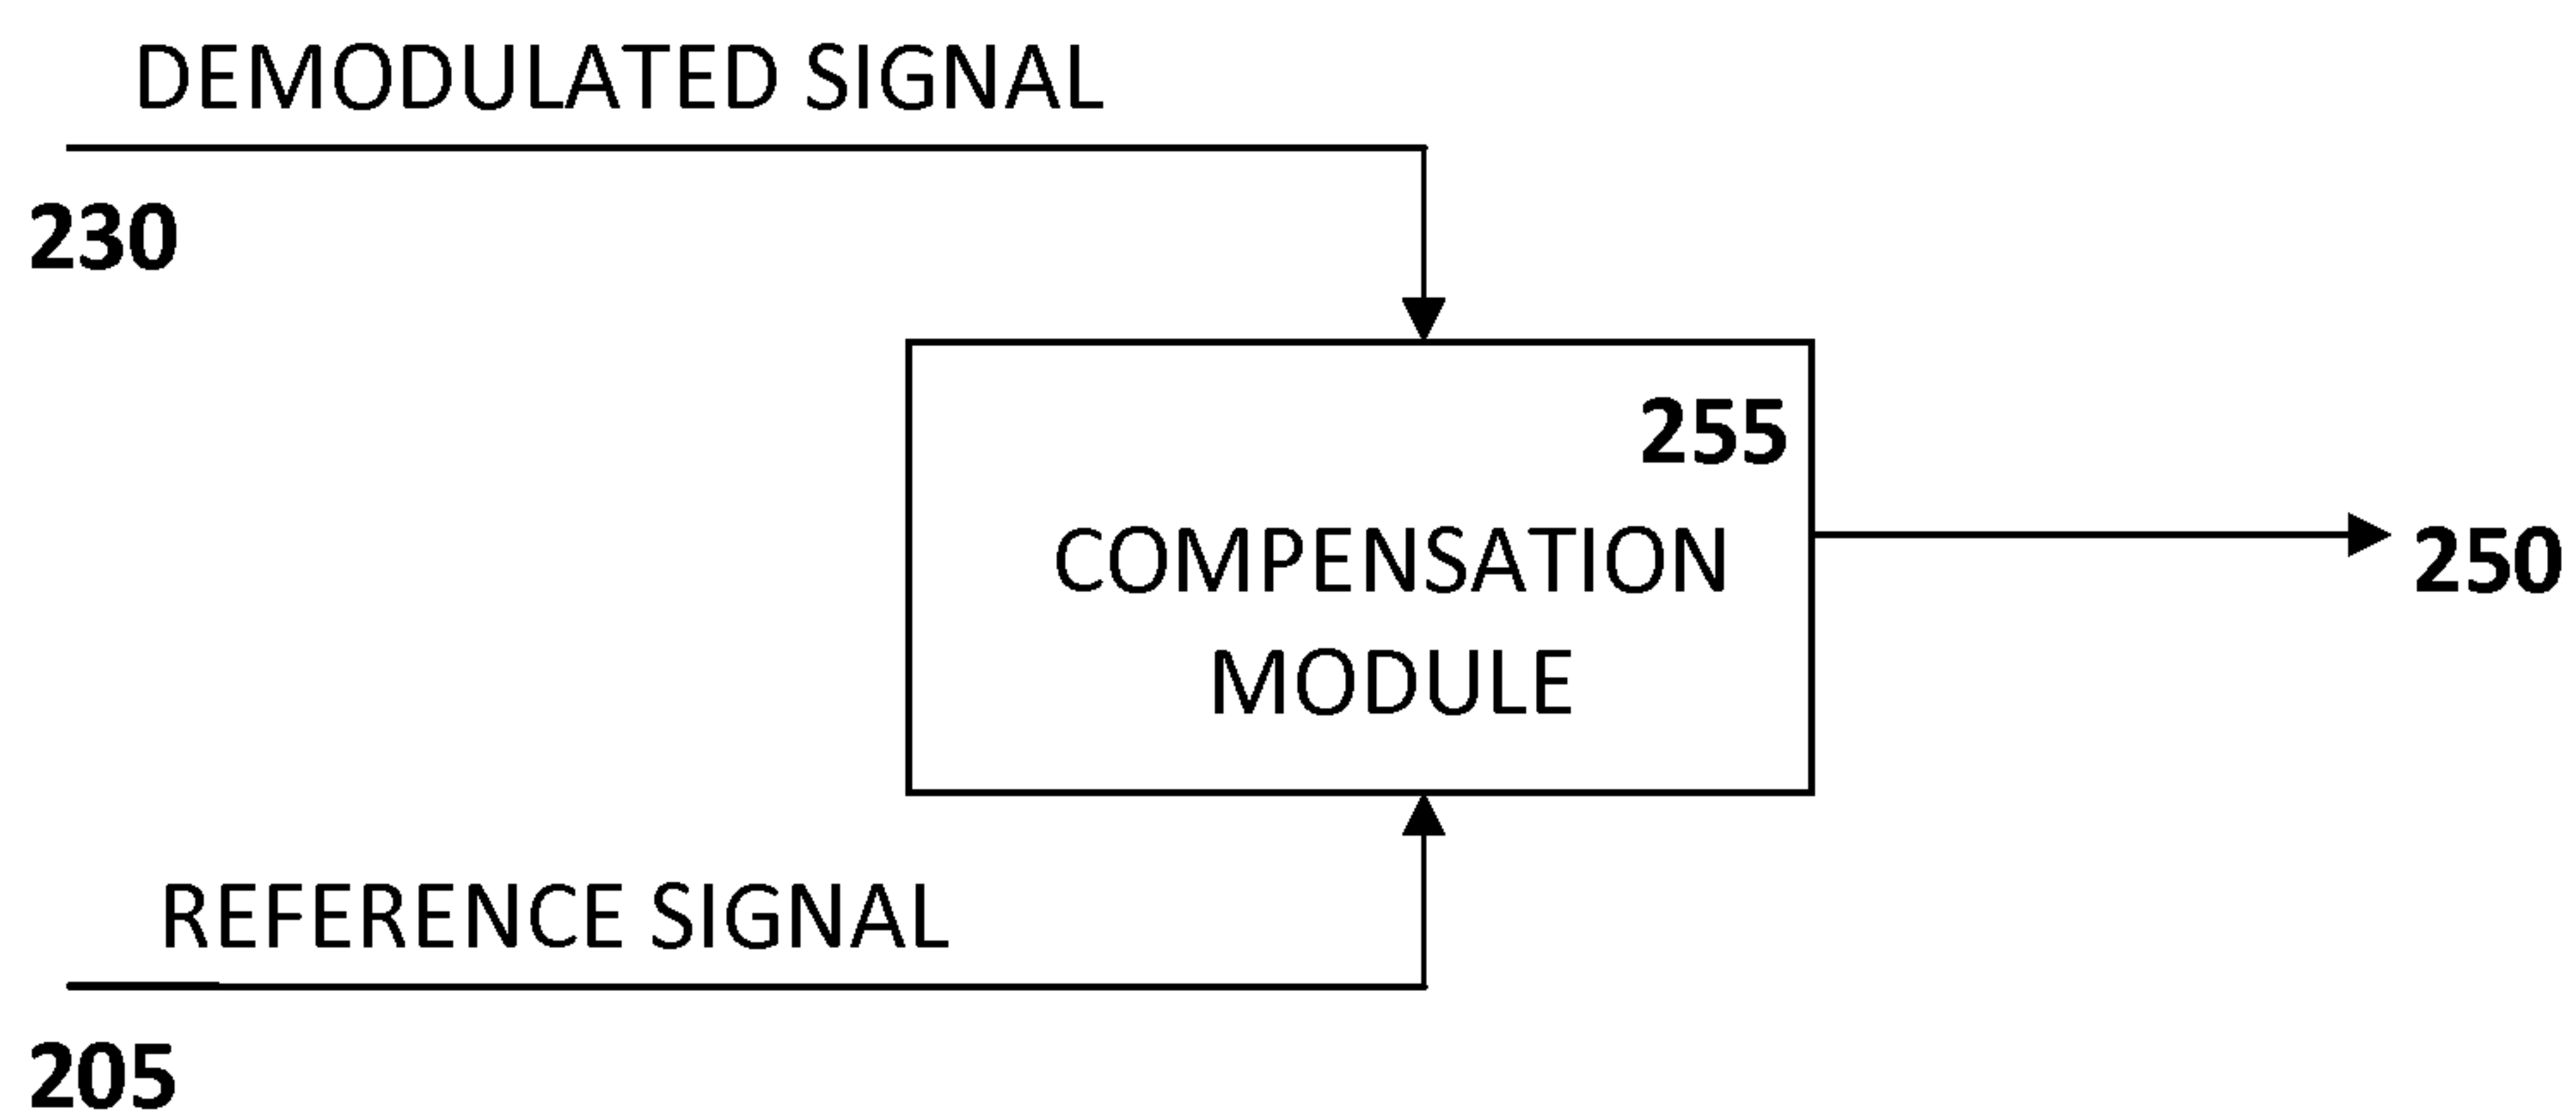 DEMODULATED SIGNAL
230
255
COMPENSATION
MODULE
250
REFERENCE SIGNAL
205